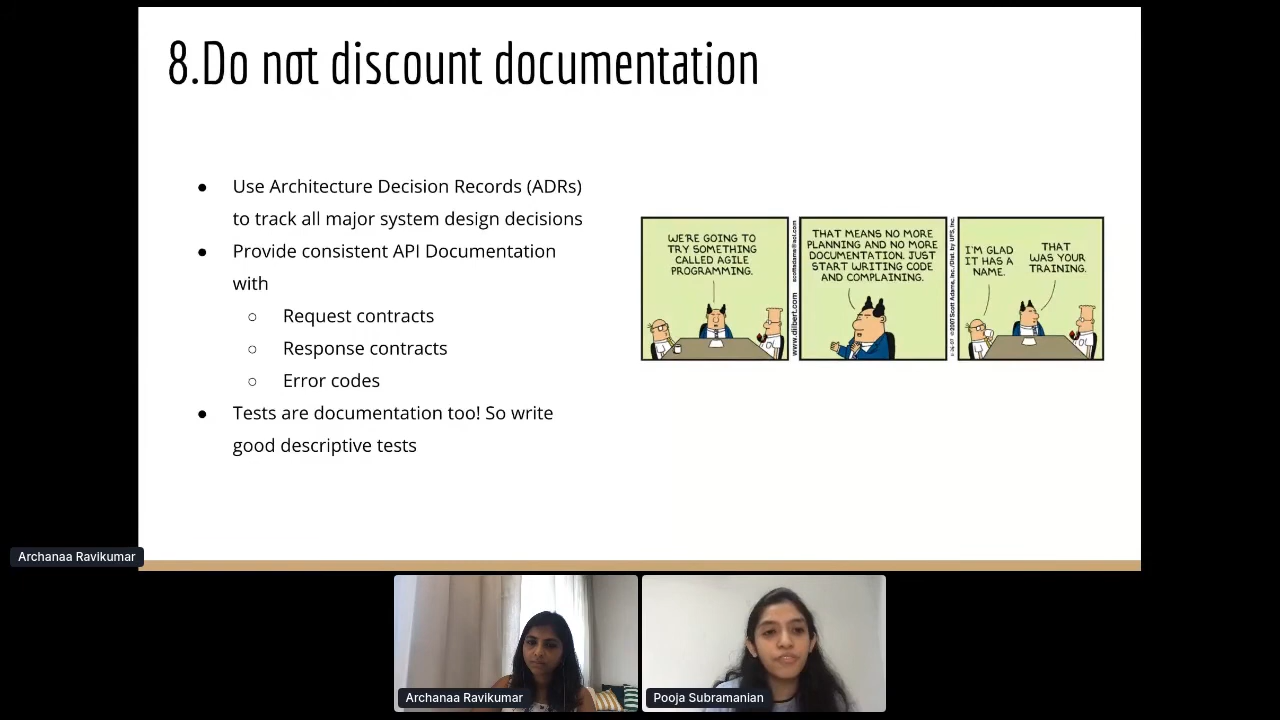 8.Do not discount documentation
● Use Architecture Decision Records (ADRs)
to track all major system design decisions
● Provide consistent API Documentation
with
○ Request contracts
○ Response contracts
○ Error codes
● Tests are documentation too! So write
good descriptive tests
WE'RE GOING TO
TRY SOMETHING
CALLED AGILE
PROGRAMMING.
www.dilbert.com
scottadams@aol.com
THAT MEANS NO MORE
PLANNING AND NO MORE
DOCUMENTATION. JUST
START WRITING CODE
AND COMPLAINING.
©2007 Scott Adams, Inc./Dist. by UFS, Inc.
I'M GLAD
IT HAS A
NAME.
THAT
WAS YOUR
TRAINING.
Archanaa Ravikumar
Archanaa Ravikumar
Pooja Subramanian